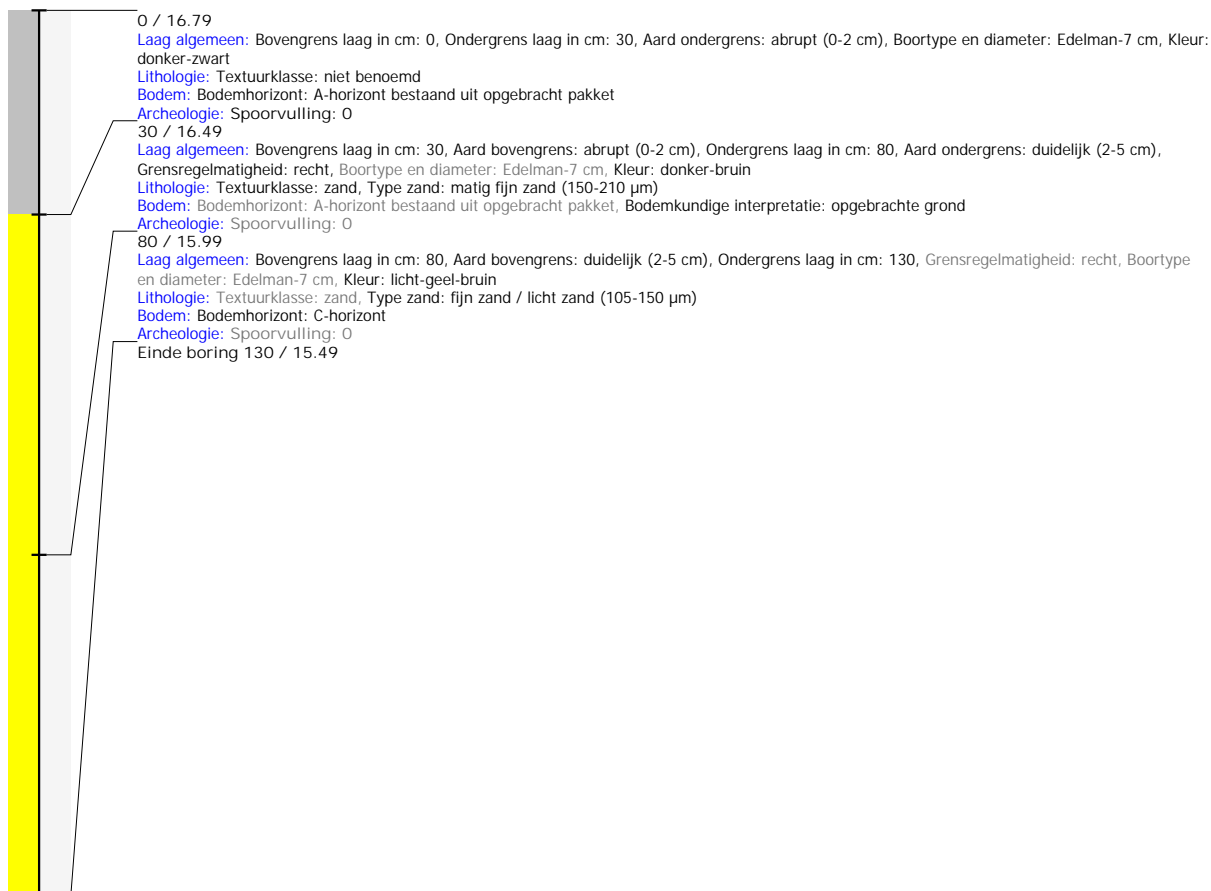 0 / 16.79
Laag algemeen: Bovengrens laag in cm: 0, Ondergrens laag in cm: 30, Aard ondergrens: abrupt (0-2 cm), Boortype en diameter: Edelman-7 cm, Kleur:
donker-zwart
Lithologie: Textuurklasse: niet benoemd
Bodem: Bodemhorizont: A-horizont bestaand uit opgebracht pakket
Archeologie: Spoorvulling: 0
30 / 16.49
Laag algemeen: Bovengrens laag in cm: 30, Aard bovengrens: abrupt (0-2 cm), Ondergrens laag in cm: 80, Aard ondergrens: duidelijk (2-5 cm),
Grensregelmatigheid: recht, Boortype en diameter: Edelman-7 cm, Kleur: donker-bruin
Lithologie: Textuurklasse: zand, Type zand: matig fijn zand (150-210 µm)
Bodem: Bodemhorizont: A-horizont bestaand uit opgebracht pakket, Bodemkundige interpretatie: opgebrachte grond
Archeologie: Spoorvulling: 0
80 / 15.99
Laag algemeen: Bovengrens laag in cm: 80, Aard bovengrens: duidelijk (2-5 cm), Ondergrens laag in cm: 130, Grensregelmatigheid: recht, Boortype
en diameter: Edelman-7 cm, Kleur: licht-geel-bruin
Lithologie: Textuurklasse: zand, Type zand: fijn zand / licht zand (105-150 µm)
Bodem: Bodemhorizont: C-horizont
Archeologie: Spoorvulling: 0
Einde boring 130 / 15.49